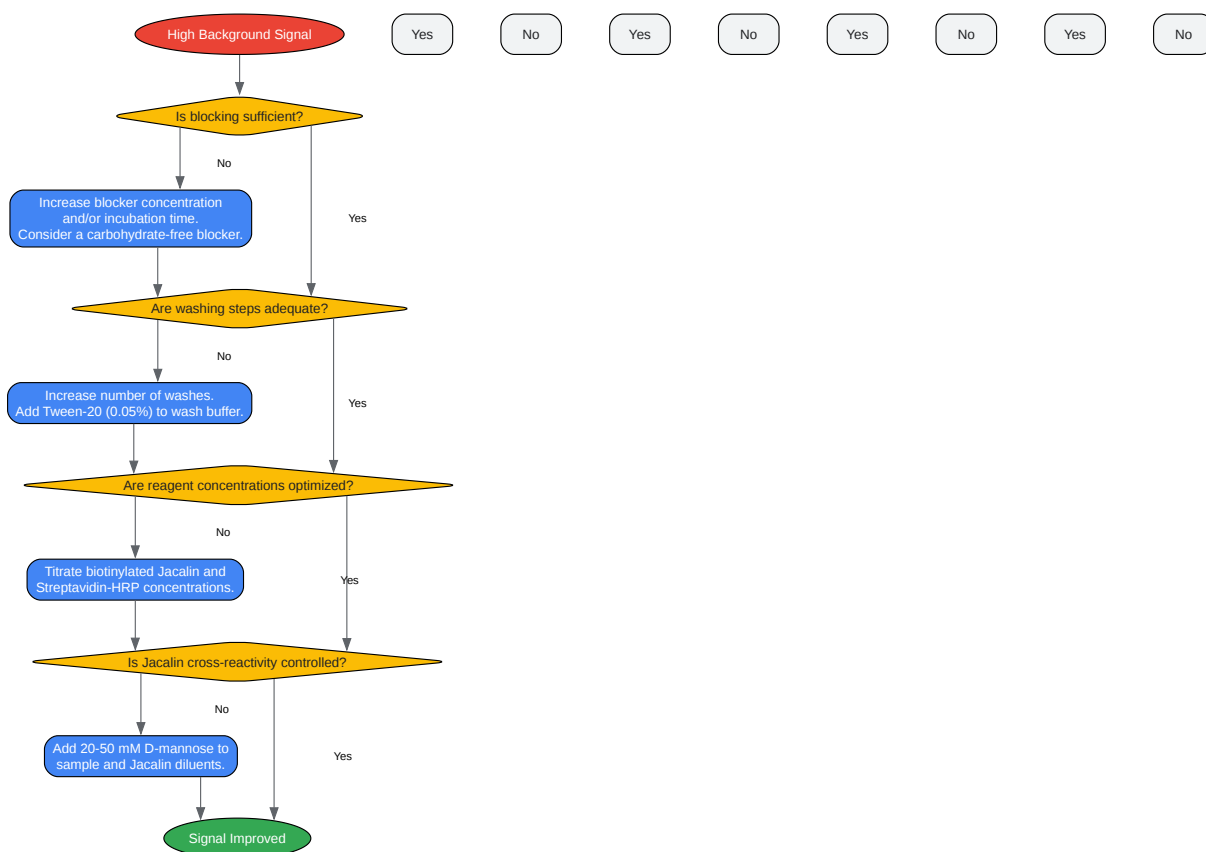 High Background Signal
Yes
No
Yes
No
Yes
No
Yes
No
Is blocking sufficient?
No
Increase blocker concentration
and/or incubation time.
Consider a carbohydrate-free blocker.
Yes
Are washing steps adequate?
No
Increase number of washes.
Add Tween-20 (0.05%) to wash buffer.
Yes
Are reagent concentrations optimized?
No
Titrate biotinylated Jacalin and
Streptavidin-HRP concentrations.
Yes
Is Jacalin cross-reactivity controlled?
No
Add 20-50 mM D-mannose to
sample and Jacalin diluents.
Yes
Signal Improved